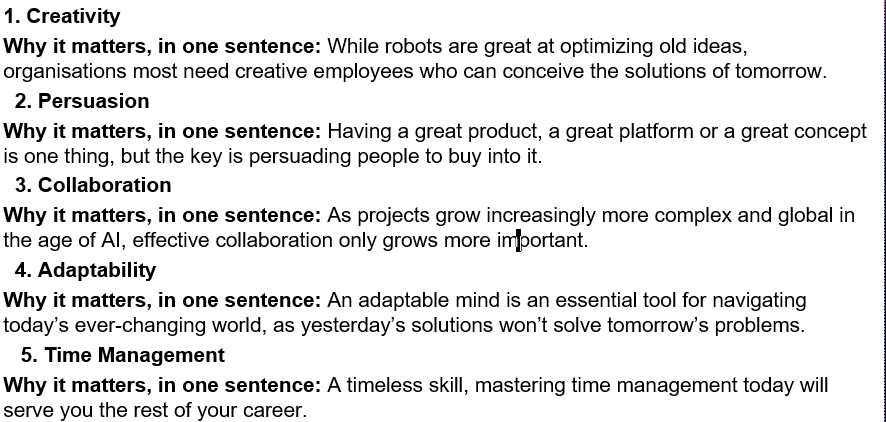 1. Creativity
Why it matters, in one sentence: While robots are great at optimizing old ideas,
organisations most need creative employees who can conceive the solutions of tomorrow.
2. Persuasion
Why it matters, in one sentence: Having a great product, a great platform or a great concept
is one thing, but the key is persuading people to buy into it.
3. Collaboration
Why it matters, in one sentence: As projects grow increasingly more complex and global in
the age of AI, effective collaboration only grows more important.
4. Adaptability
Why it matters, in one sentence: An adaptable mind is an essential tool for navigating
today’s ever-changing world, as yesterday’s solutions won’t solve tomorrow’s problems.
5. Time Management
Why it matters, in one sentence: A timeless skill, mastering time management today will
serve you the rest of your career.